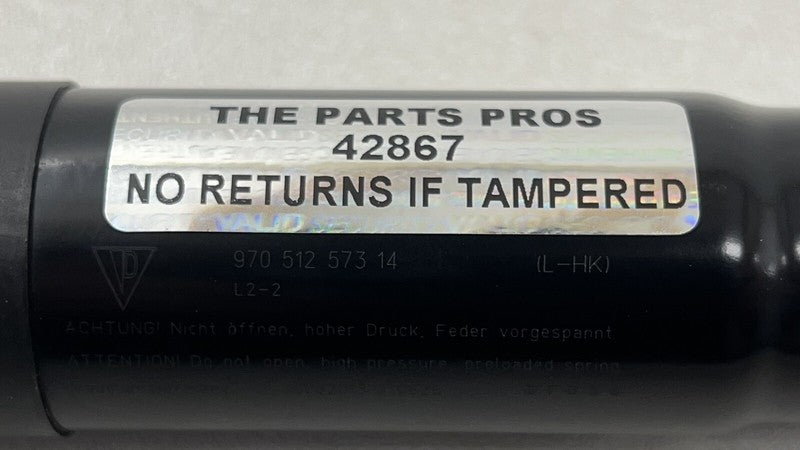 THE PARTS PROS
42867
NO RETURNS IF TAMPERED
970 512 573 14 (L-HK)
L2-2
ACHTUNG! Nicht öffnen, hoher Druck, Feder vorgespannt
ATTENTION! Do not open, high pressure, preloaded spring